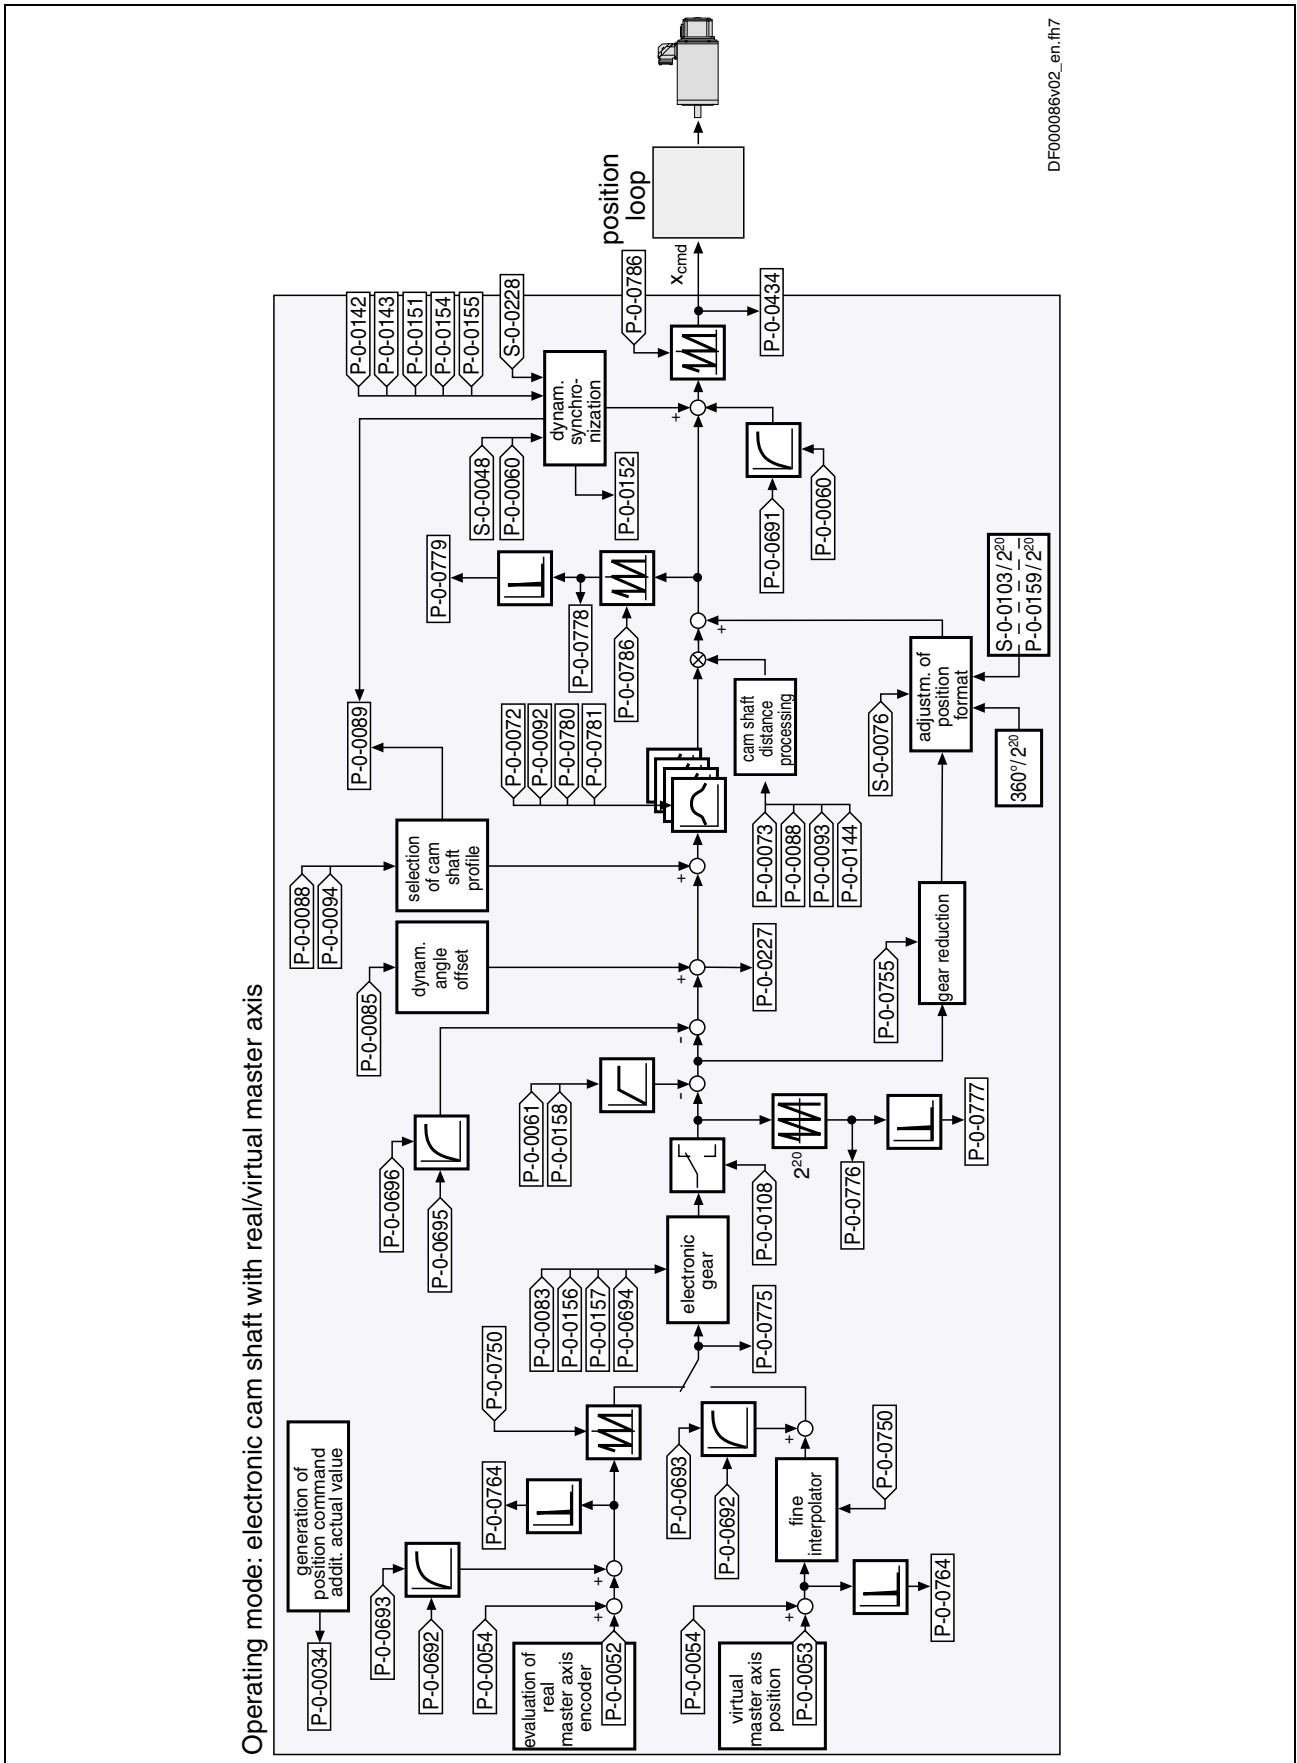 Operating mode: electronic cam shaft with real/virtual master axis
generation of
position command
addit. actual value
P-0-0034
P-0-0693
P-0-0692
P-0-0054
evaluation of
real
master axis
encoder
P-0-0052
+
+
P-0-0764
P-0-0750
P-0-0054
virtual
master axis
position
P-0-0053
+
P-0-0764
fine
interpolator
P-0-0750
P-0-0693
P-0-0692
+
P-0-0775
P-0-0083
P-0-0156
P-0-0157
P-0-0694
electronic
gear
P-0-0108
2²⁰
P-0-0776
P-0-0777
P-0-0696
P-0-0695
P-0-0061
P-0-0158
-
-
P-0-0085
dynam.
angle
offset
+
P-0-0227
P-0-0088
P-0-0094
selection
of cam
shaft
profile
+
P-0-0089
P-0-0755
gear reduction
P-0-0072
P-0-0092
P-0-0780
P-0-0781
P-0-0073
P-0-0088
P-0-0093
P-0-0144
cam shaft
distance
processing
S-0-0076
adjustm. of
position
format
360°/2²⁰
S-0-0103/2²⁰
P-0-0159/2²⁰
+
P-0-0786
P-0-0778
P-0-0779
S-0-0048
P-0-0060
dynam.
synchro-
nization
P-0-0152
P-0-0142
P-0-0143
P-0-0151
P-0-0154
P-0-0155
S-0-0228
+
P-0-0691
P-0-0060
P-0-0786
P-0-0434
xcmd
position
loop
DF000086v02_en.fh7